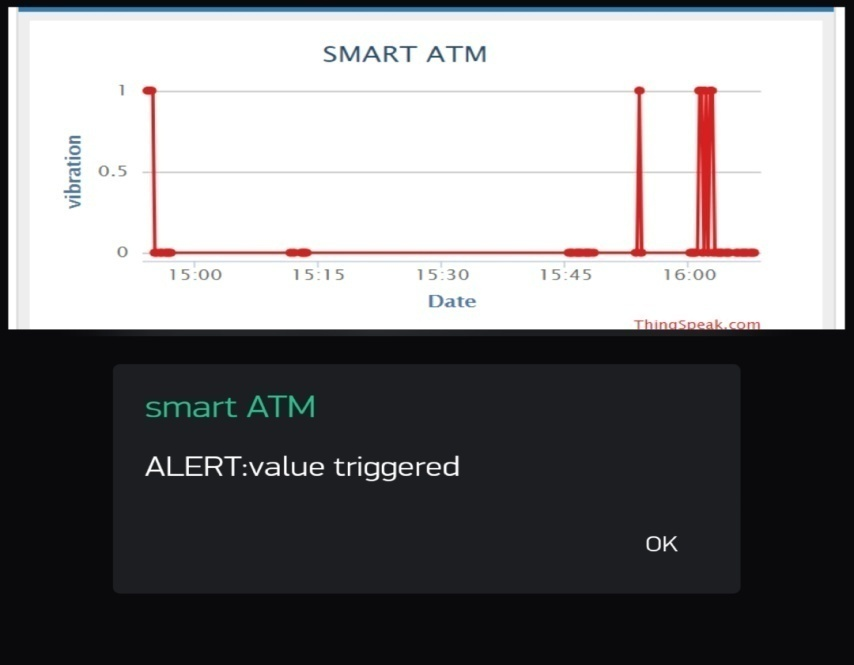 SMART ATM
1
0.5
0
vibration
15:00 15:15 15:30 15:45 16:00
Date
ThingSpeak.com
smart ATM
ALERT:value triggered
OK